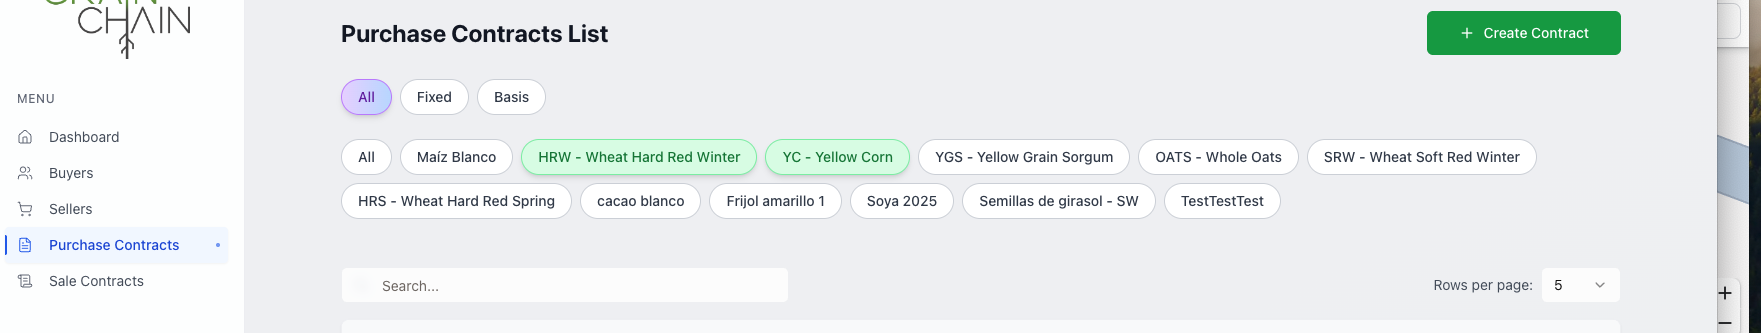 GRAIN
CHAIN
Purchase Contracts List
+ Create Contract
MENU
Dashboard
Buyers
Sellers
Purchase Contracts
Sale Contracts
All Fixed Basis
All Maíz Blanco HRW - Wheat Hard Red Winter YC - Yellow Corn YGS - Yellow Grain Sorgum OATS - Whole Oats SRW - Wheat Soft Red Winter
HRS - Wheat Hard Red Spring cacao blanco Frijol amarillo 1 Soya 2025 Semillas de girasol - SW TestTestTest
Search...
Rows per page: 5
+
−